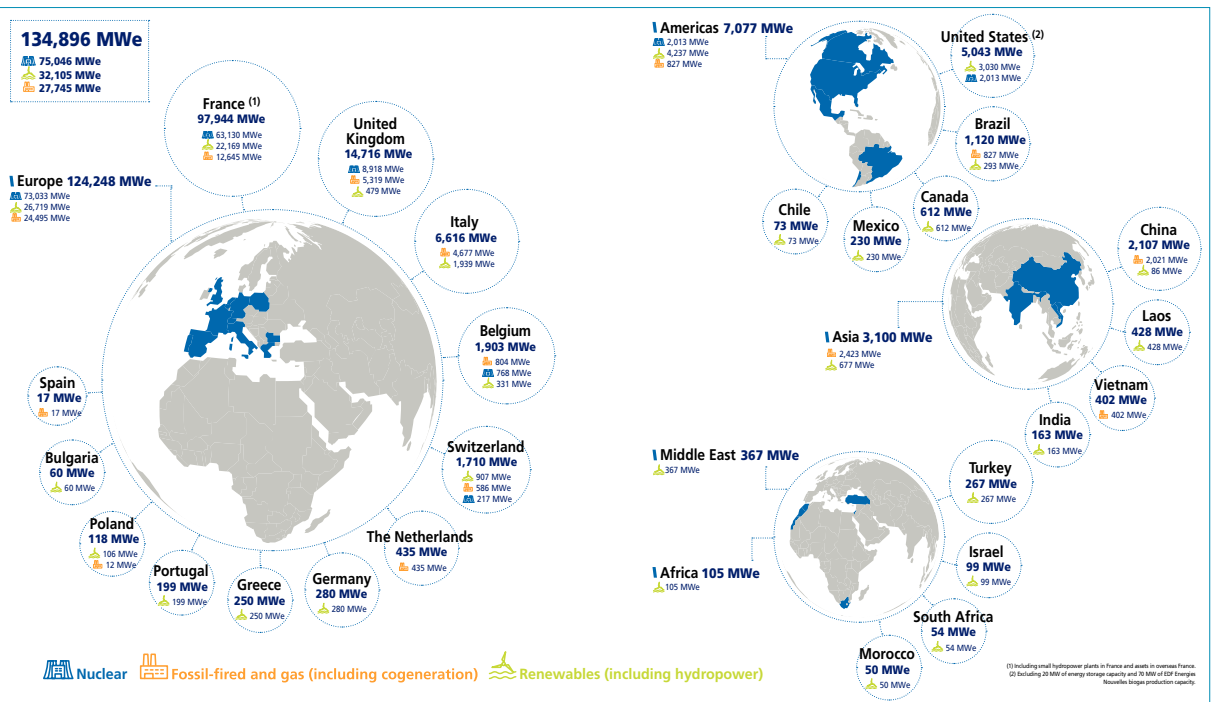 134,896 MWe
75,046 MWe
32,105 MWe
27,745 MWe
France (1)
97,944 MWe
63,130 MWe
22,169 MWe
12,645 MWe
United
Kingdom
14,716 MWe
8,918 MWe
5,319 MWe
479 MWe
Europe 124,248 MWe
73,033 MWe
26,719 MWe
24,495 MWe
Italy
6,616 MWe
4,677 MWe
1,939 MWe
Belgium
1,903 MWe
804 MWe
768 MWe
331 MWe
Switzerland
1,710 MWe
907 MWe
586 MWe
217 MWe
The Netherlands
435 MWe
435 MWe
Germany
280 MWe
280 MWe
Greece
250 MWe
250 MWe
Portugal
199 MWe
199 MWe
Poland
118 MWe
106 MWe
12 MWe
Bulgaria
60 MWe
60 MWe
Spain
17 MWe
17 MWe
Americas 7,077 MWe
2,013 MWe
4,237 MWe
827 MWe
United States (2)
5,043 MWe
3,030 MWe
2,013 MWe
Brazil
1,120 MWe
827 MWe
293 MWe
Canada
612 MWe
612 MWe
Mexico
230 MWe
230 MWe
Chile
73 MWe
73 MWe
Asia 3,100 MWe
2,423 MWe
677 MWe
China
2,107 MWe
2,021 MWe
86 MWe
Laos
428 MWe
428 MWe
Vietnam
402 MWe
402 MWe
India
163 MWe
163 MWe
Middle East 367 MWe
367 MWe
Turkey
267 MWe
267 MWe
Israel
99 MWe
99 MWe
Africa 105 MWe
105 MWe
South Africa
54 MWe
54 MWe
Morocco
50 MWe
50 MWe
Nuclear
Fossil-fired and gas (including cogeneration)
Renewables (including hydropower)
(1) Including small hydropower plants in France and assets in overseas France.
(2) Excluding 20 MW of energy storage capacity and 70 MW of EDF Energies
Nouvelles biogas production capacity.